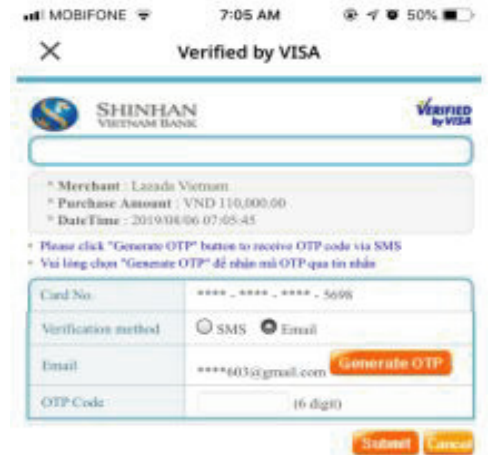 MOBIFONE 7:05 AM 50%
Verified by VISA
SHINHAN
VIETNAM BANK
VERIFIED
by VISA
* Merchant : Lazada Vietnam
* Purchase Amount : VND 110,000.00
* DateTime : 2019/08/06 07:05:45
* Please click "Generate OTP" button to receive OTP code via SMS
* Vui lòng chọn "Generate OTP" để nhận mã OTP qua tin nhắn
Card No. **** - **** - **** - 5698
Verification method SMS Email
Email ****603@gmail.com Generate OTP
OTP Code (6 digit)
Submit Cancel